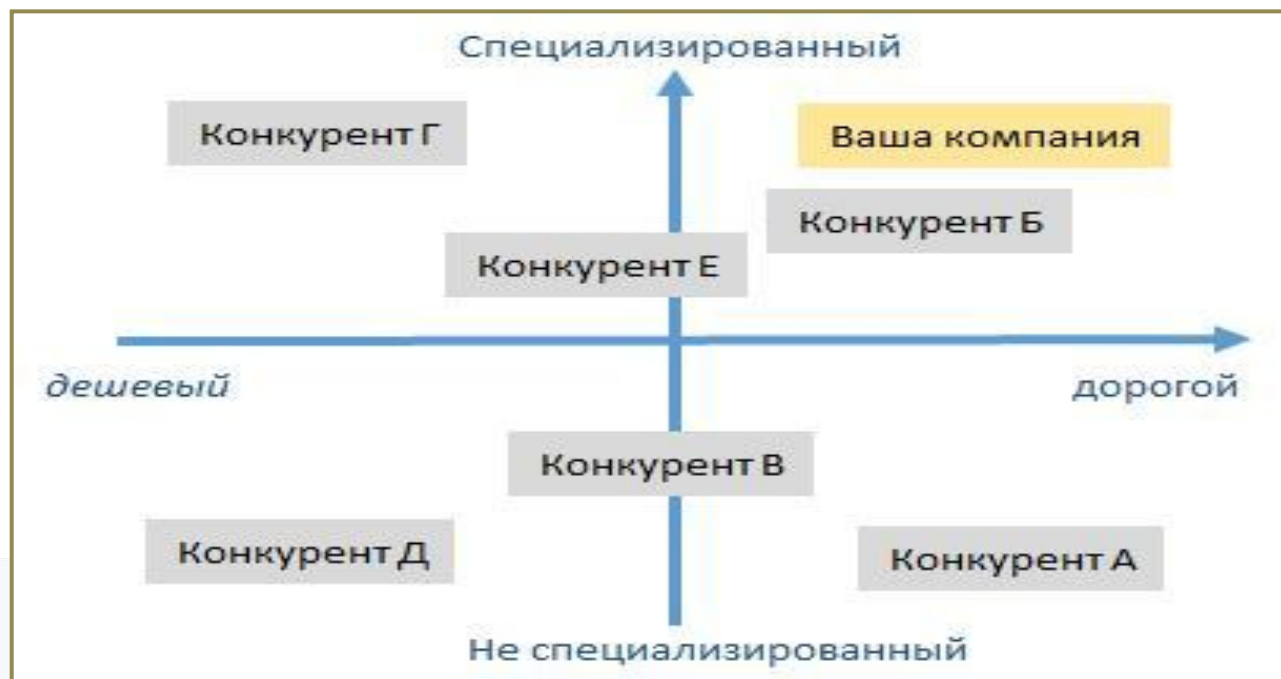 Специализированный
Конкурент Г
Ваша компания
Конкурент Б
Конкурент Е
дешевый
дорогой
Конкурент В
Конкурент Д
Конкурент А
Не специализированный